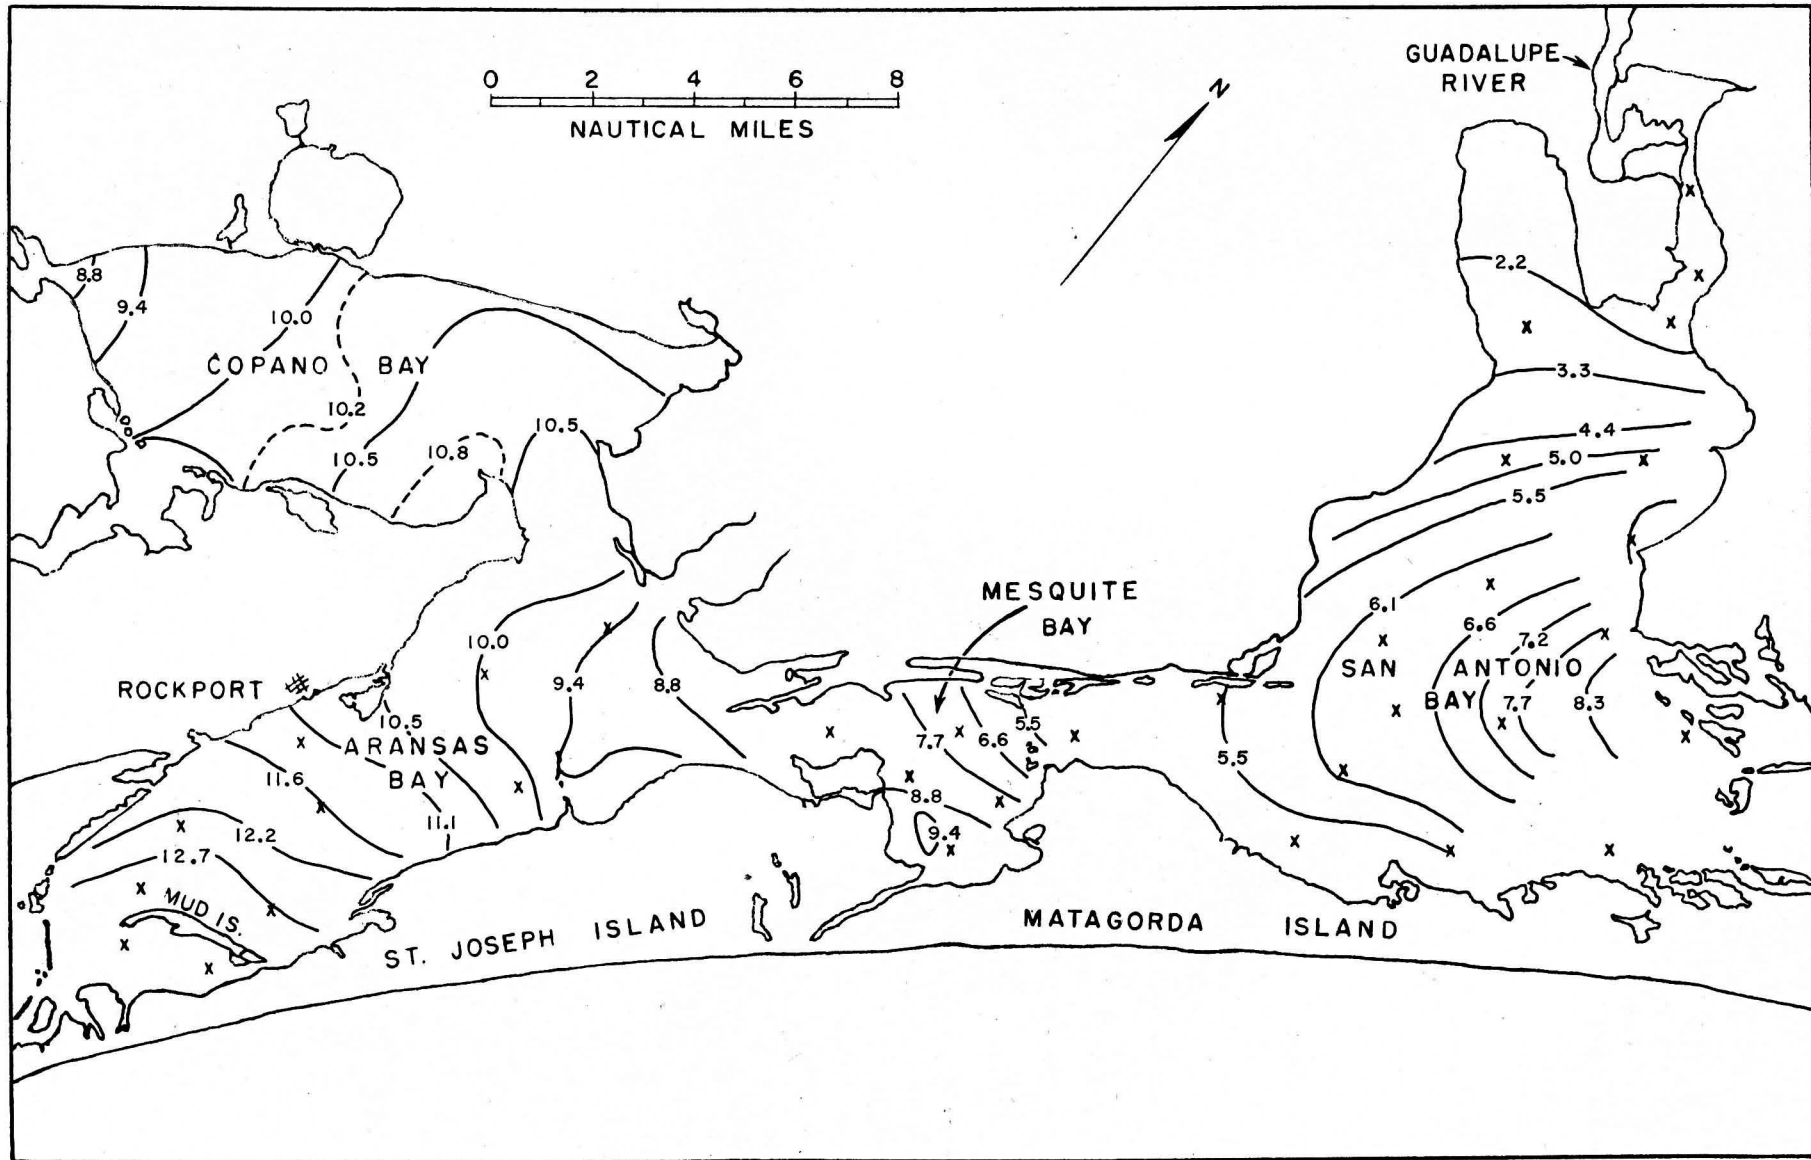 GUADALUPE
RIVER
N
0 2 4 6 8
NAUTICAL MILES
8.8
9.4
10.0
COPANO BAY
10.2
10.5
10.8
10.5
2.2
3.3
4.4
5.0
5.5
MESQUITE
BAY
6.1
6.6
7.2
SAN ANTONIO
BAY
7.7
8.3
5.5
ROCKPORT
10.0
9.4
8.8
10.5
ARANSAS
BAY
11.6
11.1
12.2
12.7
MUD IS.
7.7
6.6
5.5
8.8
9.4
ST. JOSEPH ISLAND
MATAGORDA ISLAND